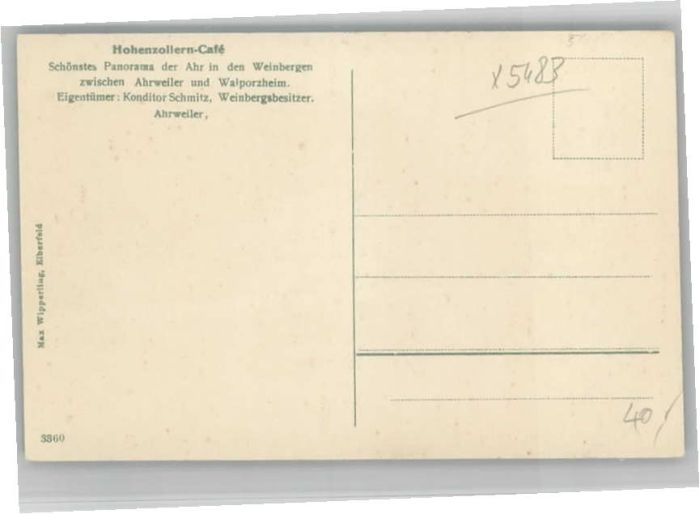 Hohenzollern-Café
Schönstes Panorama der Ahr in den Weinbergen
zwischen Ahrweiler und Walporzheim.
Eigentümer: Konditor Schmitz, Weinbergsbesitzer.
Ahrweiler,
x5483
Max Wipperling, Elberfeld
40
3360